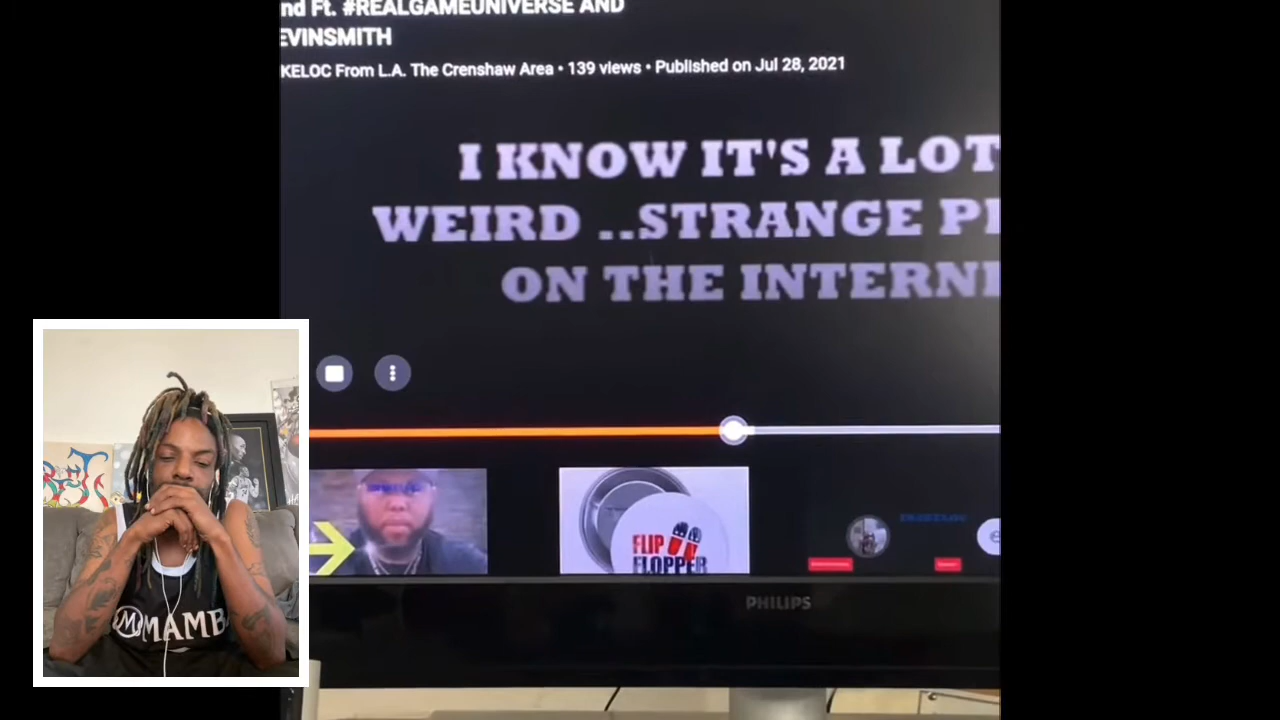 nd Ft. #REALGAMEUNIVERSE AND
EVINSMITH
KELOC From L.A. The Crenshaw Area • 139 views • Published on Jul 28, 2021
I KNOW IT'S A LOT
WEIRD ..STRANGE P
ON THE INTERN
FLIP
FLOPPER
PHILIPS
M MAMB